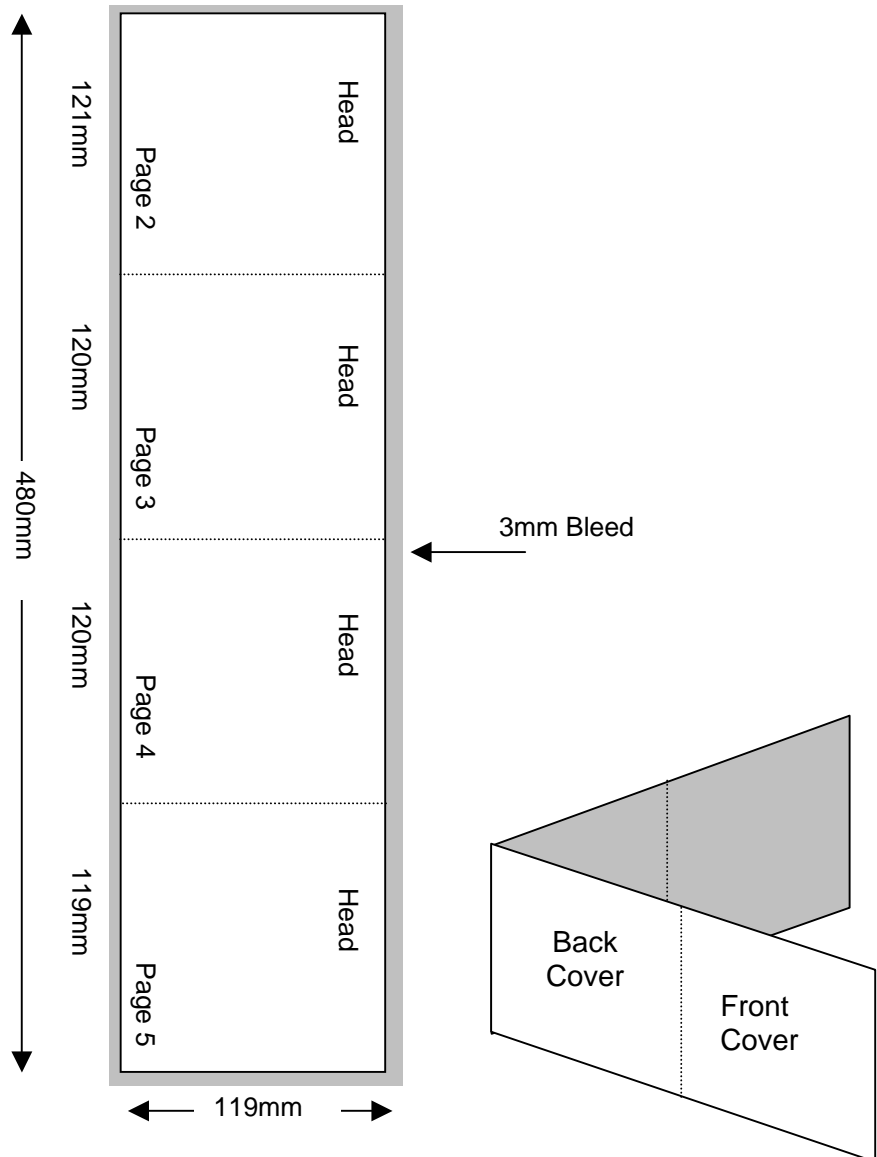 480mm
121mm
120mm
120mm
119mm
Head
Page 2
Head
Page 3
Head
Page 4
Head
Page 5
119mm
3mm Bleed
Back
Cover
Front
Cover